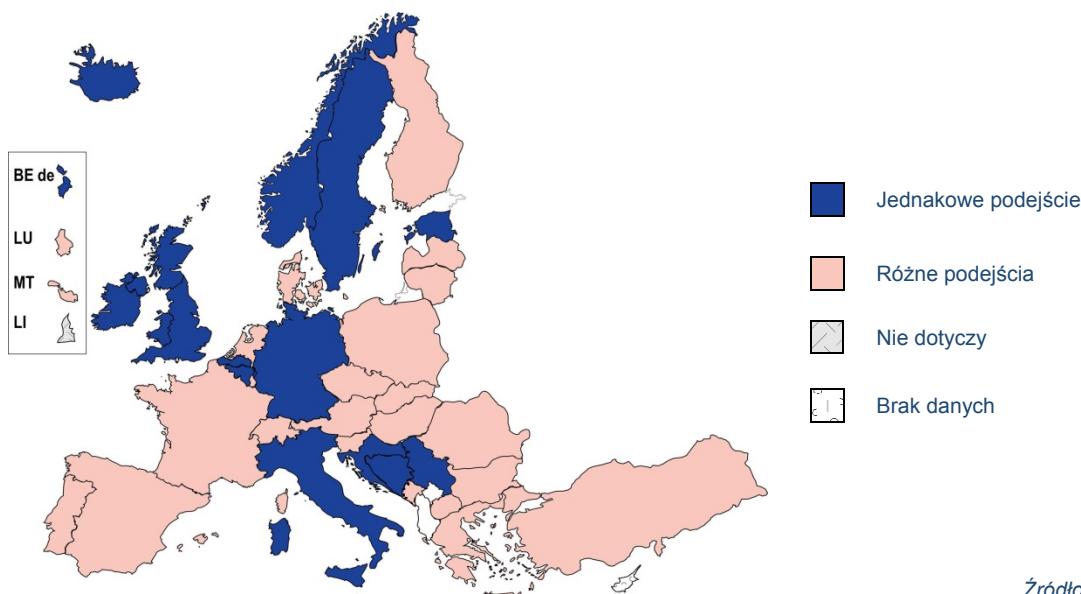 BE de
LU
MT
LI
Jednakowe podejście
Różne podejścia
Nie dotyczy
Brak danych